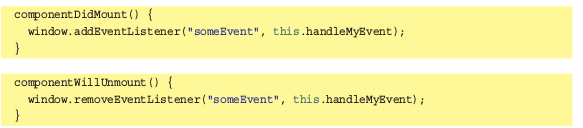 componentDidMount() {
  window.addEventListener("someEvent", this.handleMyEvent);
}
componentWillUnmount() {
  window.removeEventListener("someEvent", this.handleMyEvent);
}